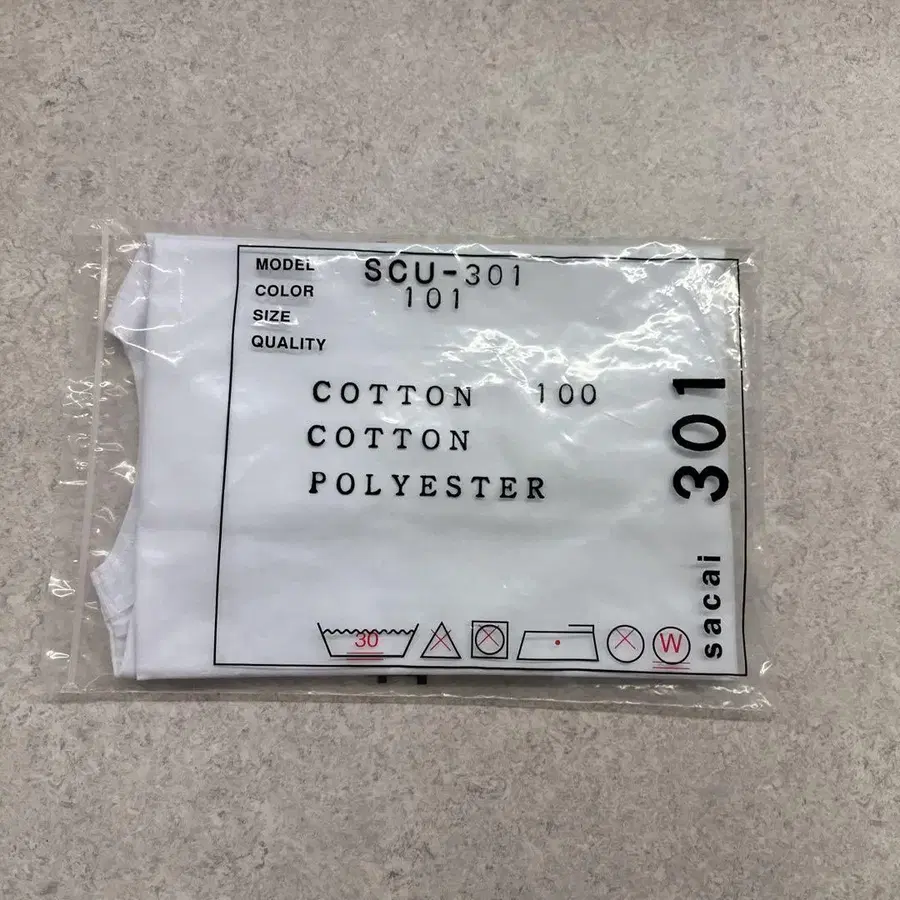 MODEL SCU-301
COLOR 101
SIZE
QUALITY
COTTON 100
COTTON
POLYESTER
30
W
sacai 301